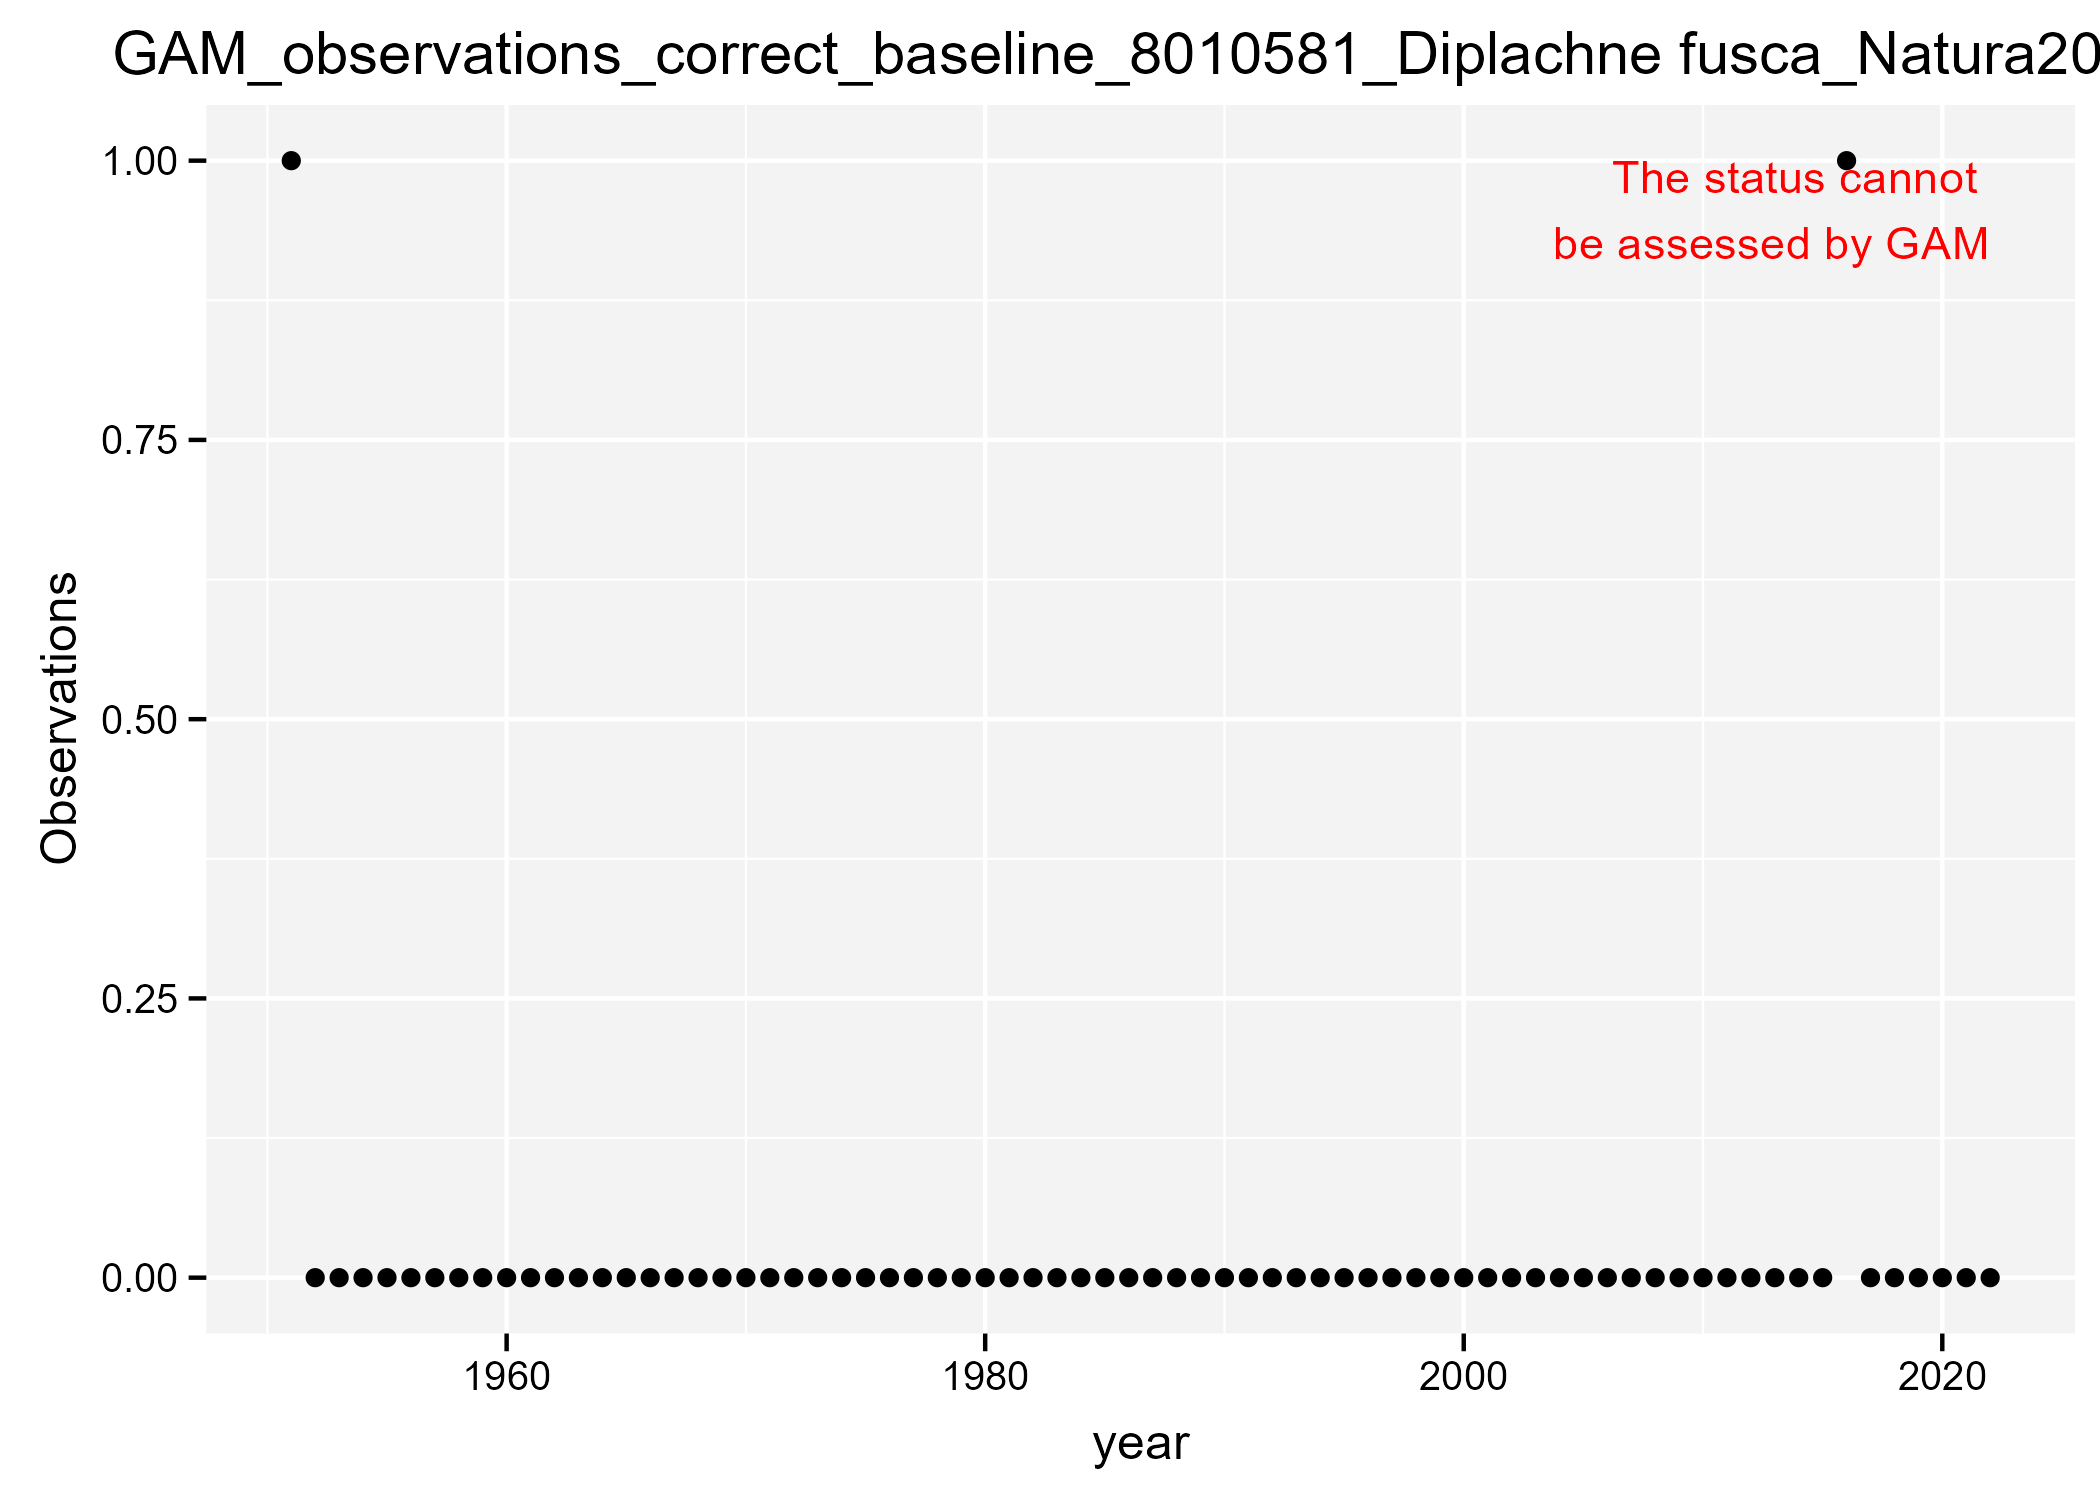 GAM_observations_correct_baseline_8010581_Diplachne fusca_Natura20
1.00
The status cannot
be assessed by GAM
0.75
Observations
0.50
0.25
0.00
1960 1980 2000 2020
year